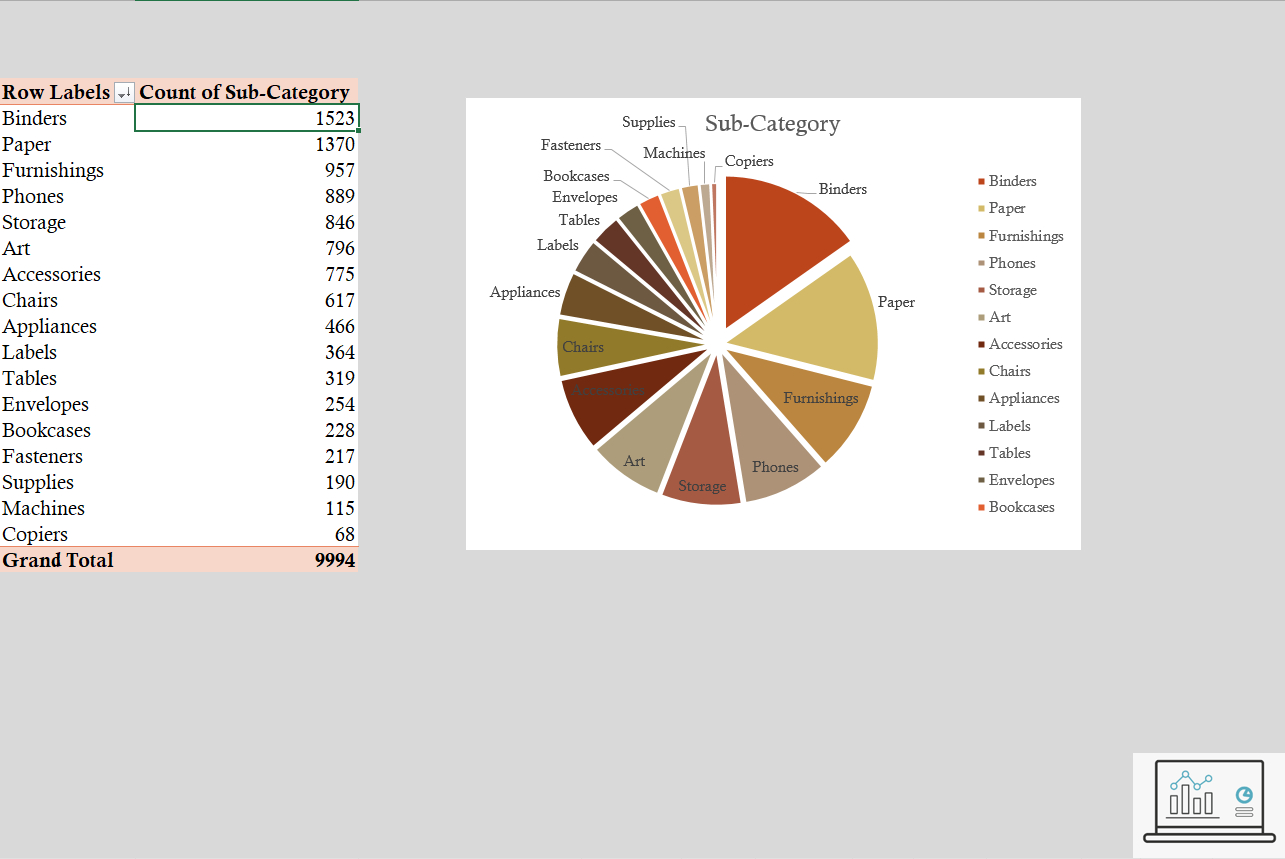 Row Labels Count of Sub-Category
Binders 1523
Paper 1370
Furnishings 957
Phones 889
Storage 846
Art 796
Accessories 775
Chairs 617
Appliances 466
Labels 364
Tables 319
Envelopes 254
Bookcases 228
Fasteners 217
Supplies 190
Machines 115
Copiers 68
Grand Total 9994
Sub-Category
Supplies
Fasteners
Machines
Copiers
Bookcases
Binders
Envelopes
Tables
Labels
Appliances
Paper
Chairs
Accessories
Furnishings
Art
Phones
Storage
Binders
Paper
Furnishings
Phones
Storage
Art
Accessories
Chairs
Appliances
Labels
Tables
Envelopes
Bookcases